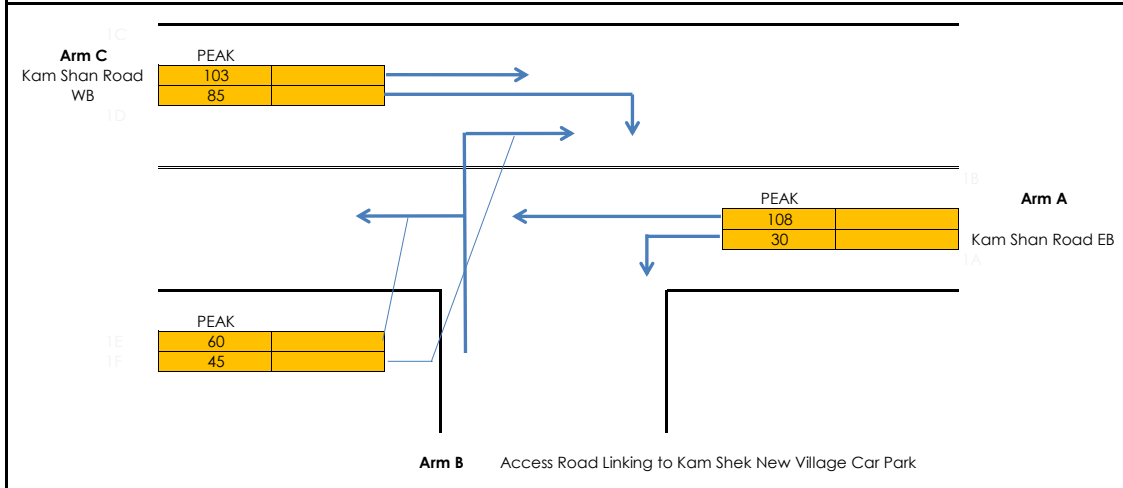 1C
Arm C PEAK
Kam Shan Road 103
WB 85
1D
1B
PEAK Arm A
108
30 Kam Shan Road EB
1A
PEAK
1E 60
1F 45
Arm B Access Road Linking to Kam Shek New Village Car Park